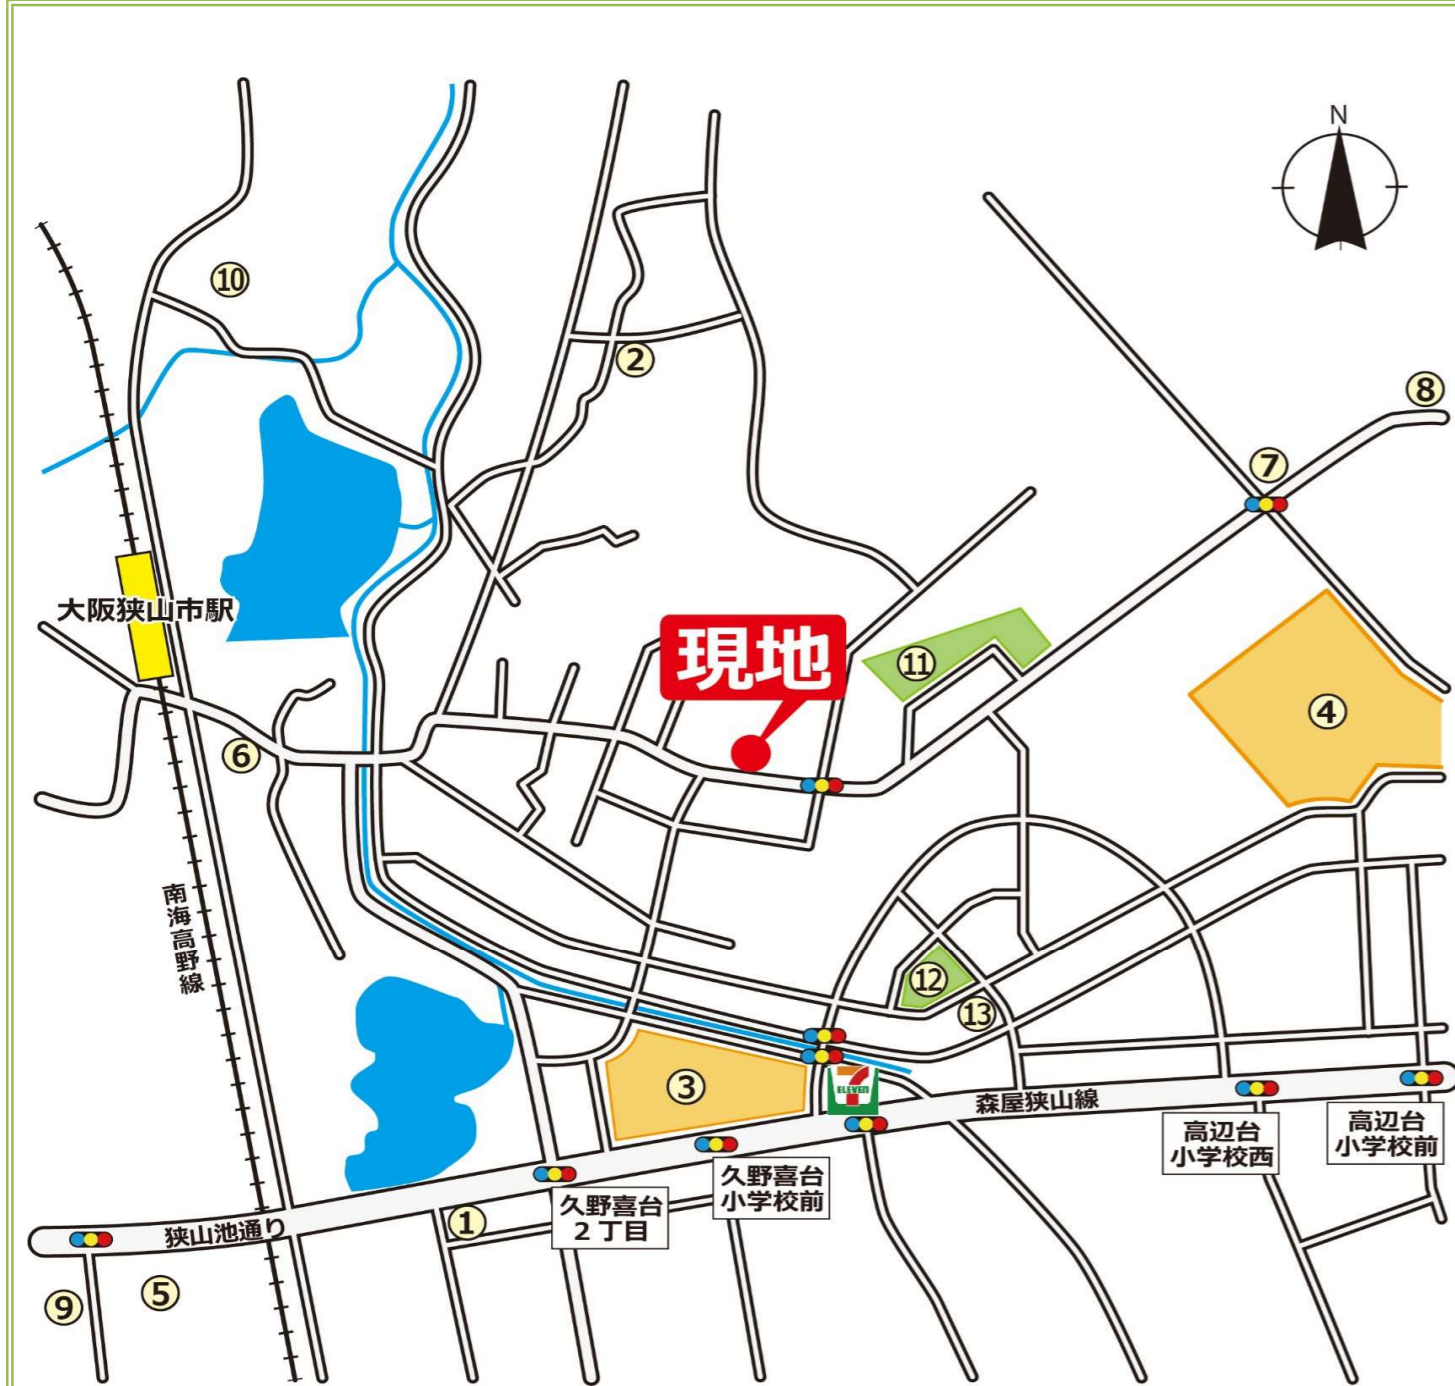 N
⑩
②
⑧
⑦
大阪狭山市駅
現地
⑪
④
⑥
南海高野線
⑫
⑬
③
7
ELEVEN
森屋狭山線
高辺台
小学校西
高辺台
小学校前
久野喜台
小学校前
久野喜台
2丁目
①
狭山池通り
⑤
⑨